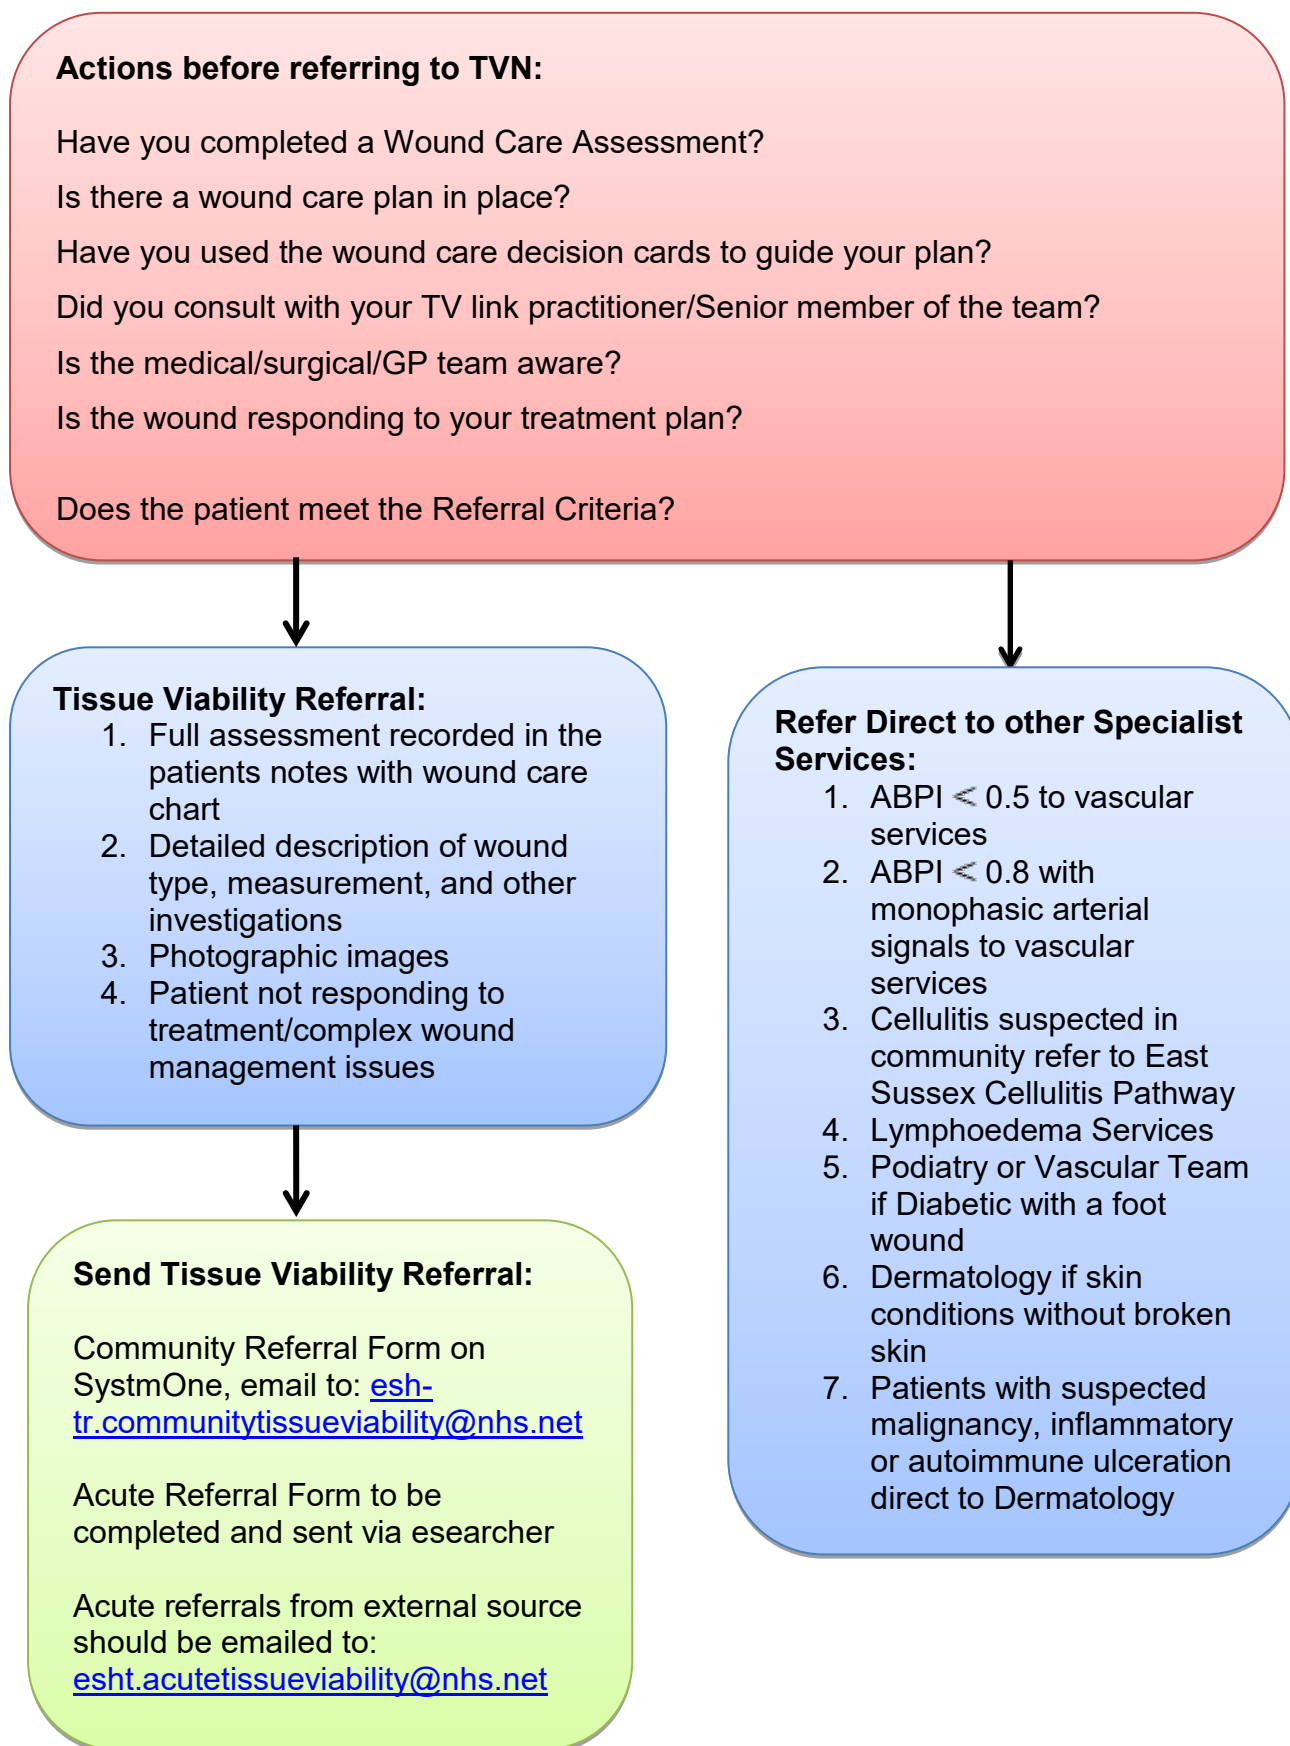 Actions before referring to TVN:
Have you completed a Wound Care Assessment?
Is there a wound care plan in place?
Have you used the wound care decision cards to guide your plan?
Did you consult with your TV link practitioner/Senior member of the team?
Is the medical/surgical/GP team aware?
Is the wound responding to your treatment plan?
Does the patient meet the Referral Criteria?
Tissue Viability Referral:
1. Full assessment recorded in the
patients notes with wound care
chart
2. Detailed description of wound
type, measurement, and other
investigations
3. Photographic images
4. Patient not responding to
treatment/complex wound
management issues
Send Tissue Viability Referral:
Community Referral Form on
SystmOne, email to: esh-
tr.communitytissueviability@nhs.net
Acute Referral Form to be
completed and sent via esearcher
Acute referrals from external source
should be emailed to:
esht.acutetissueviability@nhs.net
Refer Direct to other Specialist
Services:
1. ABPI < 0.5 to vascular
services
2. ABPI < 0.8 with
monophasic arterial
signals to vascular
services
3. Cellulitis suspected in
community refer to East
Sussex Cellulitis Pathway
4. Lymphoedema Services
5. Podiatry or Vascular Team
if Diabetic with a foot
wound
6. Dermatology if skin
conditions without broken
skin
7. Patients with suspected
malignancy, inflammatory
or autoimmune ulceration
direct to Dermatology